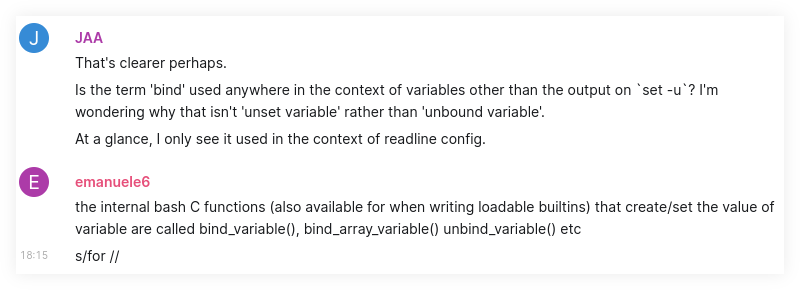 J
JAA
That's clearer perhaps.
Is the term 'bind' used anywhere in the context of variables other than the output on `set -u`? I'm
wondering why that isn't 'unset variable' rather than 'unbound variable'.
At a glance, I only see it used in the context of readline config.
E
emanuele6
the internal bash C functions (also available for when writing loadable builtins) that create/set the value of
variable are called bind_variable(), bind_array_variable() unbind_variable() etc
18:15
s/for //